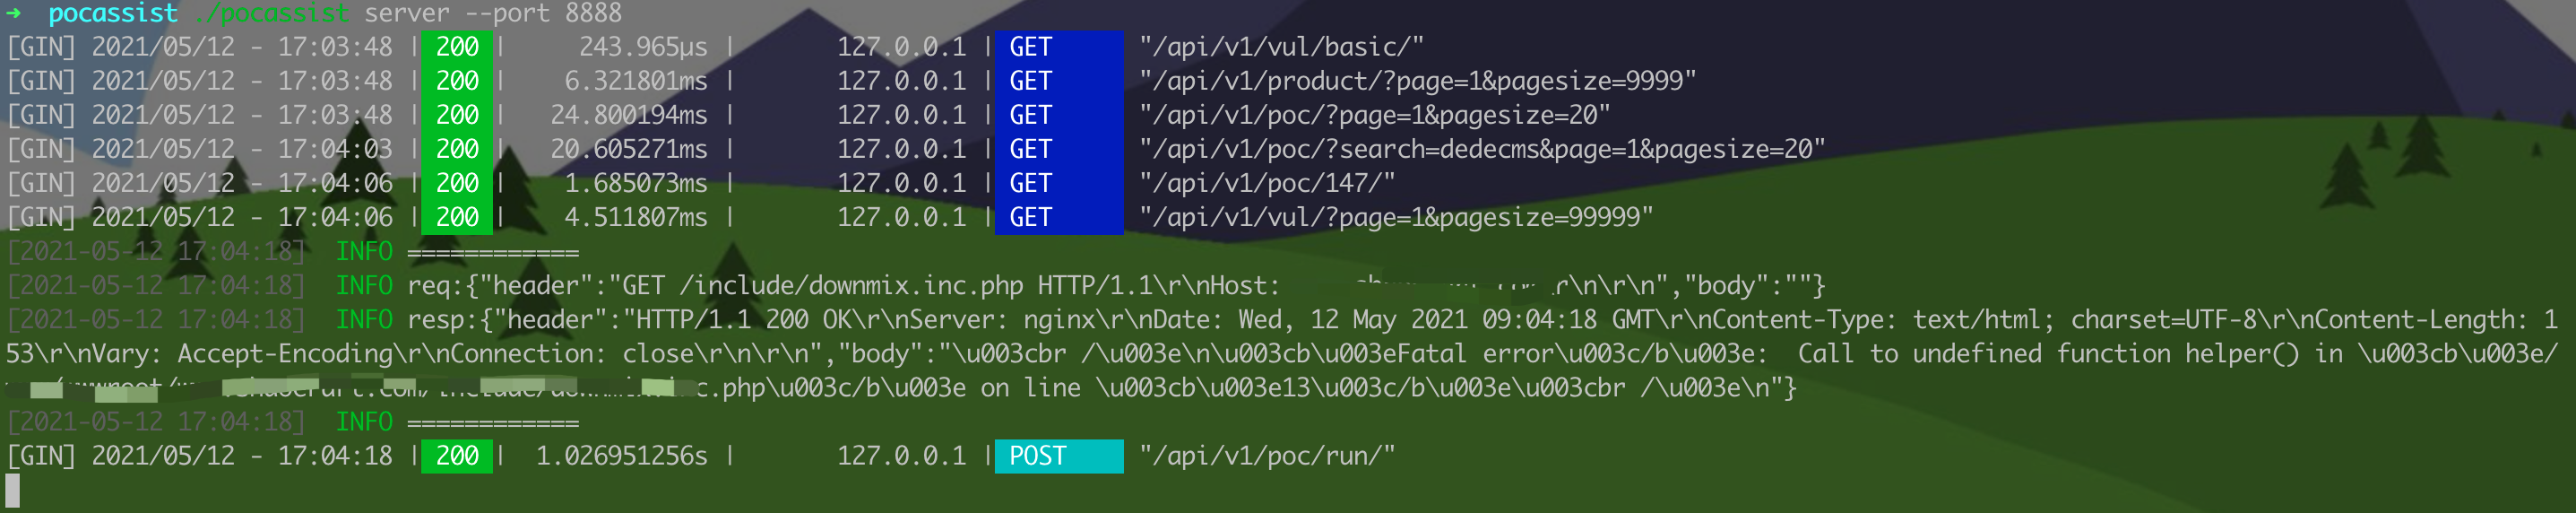 ➜ pocassist ./pocassist server --port 8888
[GIN] 2021/05/12 - 17:03:48 | 200 | 243.965µs | 127.0.0.1 | GET "/api/v1/vul/basic/"
[GIN] 2021/05/12 - 17:03:48 | 200 | 6.321801ms | 127.0.0.1 | GET "/api/v1/product/?page=1&pagesize=9999"
[GIN] 2021/05/12 - 17:03:48 | 200 | 24.800194ms | 127.0.0.1 | GET "/api/v1/poc/?page=1&pagesize=20"
[GIN] 2021/05/12 - 17:04:03 | 200 | 20.605271ms | 127.0.0.1 | GET "/api/v1/poc/?search=dedecms&page=1&pagesize=20"
[GIN] 2021/05/12 - 17:04:06 | 200 | 1.685073ms | 127.0.0.1 | GET "/api/v1/poc/147/"
[GIN] 2021/05/12 - 17:04:06 | 200 | 4.511807ms | 127.0.0.1 | GET "/api/v1/vul/?page=1&pagesize=99999"
[2021-05-12 17:04:18] INFO ============
[2021-05-12 17:04:18] INFO req:{"header":"GET /include/downmix.inc.php HTTP/1.1\r\nHost: r\n\r\n","body":""}
[2021-05-12 17:04:18] INFO resp:{"header":"HTTP/1.1 200 OK\r\nServer: nginx\r\nDate: Wed, 12 May 2021 09:04:18 GMT\r\nContent-Type: text/html; charset=UTF-8\r\nContent-Length: 1
53\r\nVary: Accept-Encoding\r\nConnection: close\r\n\r\n","body":"\u003cbr /\u003e\n\u003cb\u003eFatal error\u003c/b\u003e:  Call to undefined function helper() in \u003cb\u003e/
c.php\u003c/b\u003e on line \u003cb\u003e13\u003c/b\u003e\u003cbr /\u003e\n"}
[2021-05-12 17:04:18] INFO ============
[GIN] 2021/05/12 - 17:04:18 | 200 | 1.026951256s | 127.0.0.1 | POST "/api/v1/poc/run/"